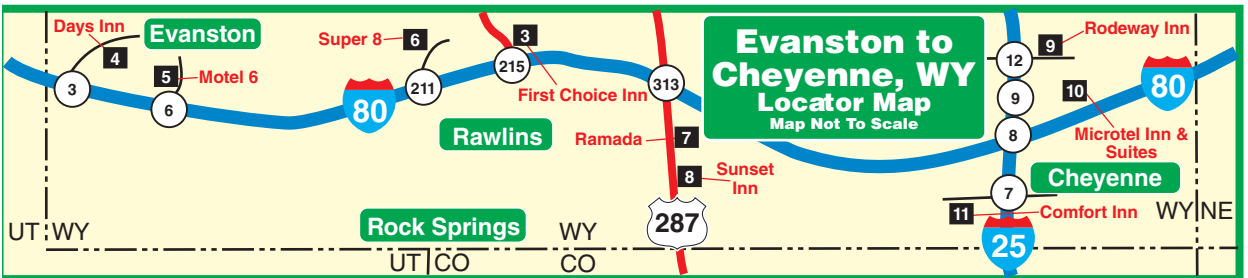 Days Inn
4
Evanston
5
Motel 6
3
6
Super 8
6
211
80
215
3
First Choice Inn
Rawlins
Rock Springs
313
Ramada
7
8
Sunset
Inn
287
Evanston to
Cheyenne, WY
Locator Map
Map Not To Scale
12
9
Rodeway Inn
9
8
10
Microtel Inn &
Suites
80
7
Cheyenne
11
Comfort Inn
25
UT WY
WY
UT CO
CO
WY NE